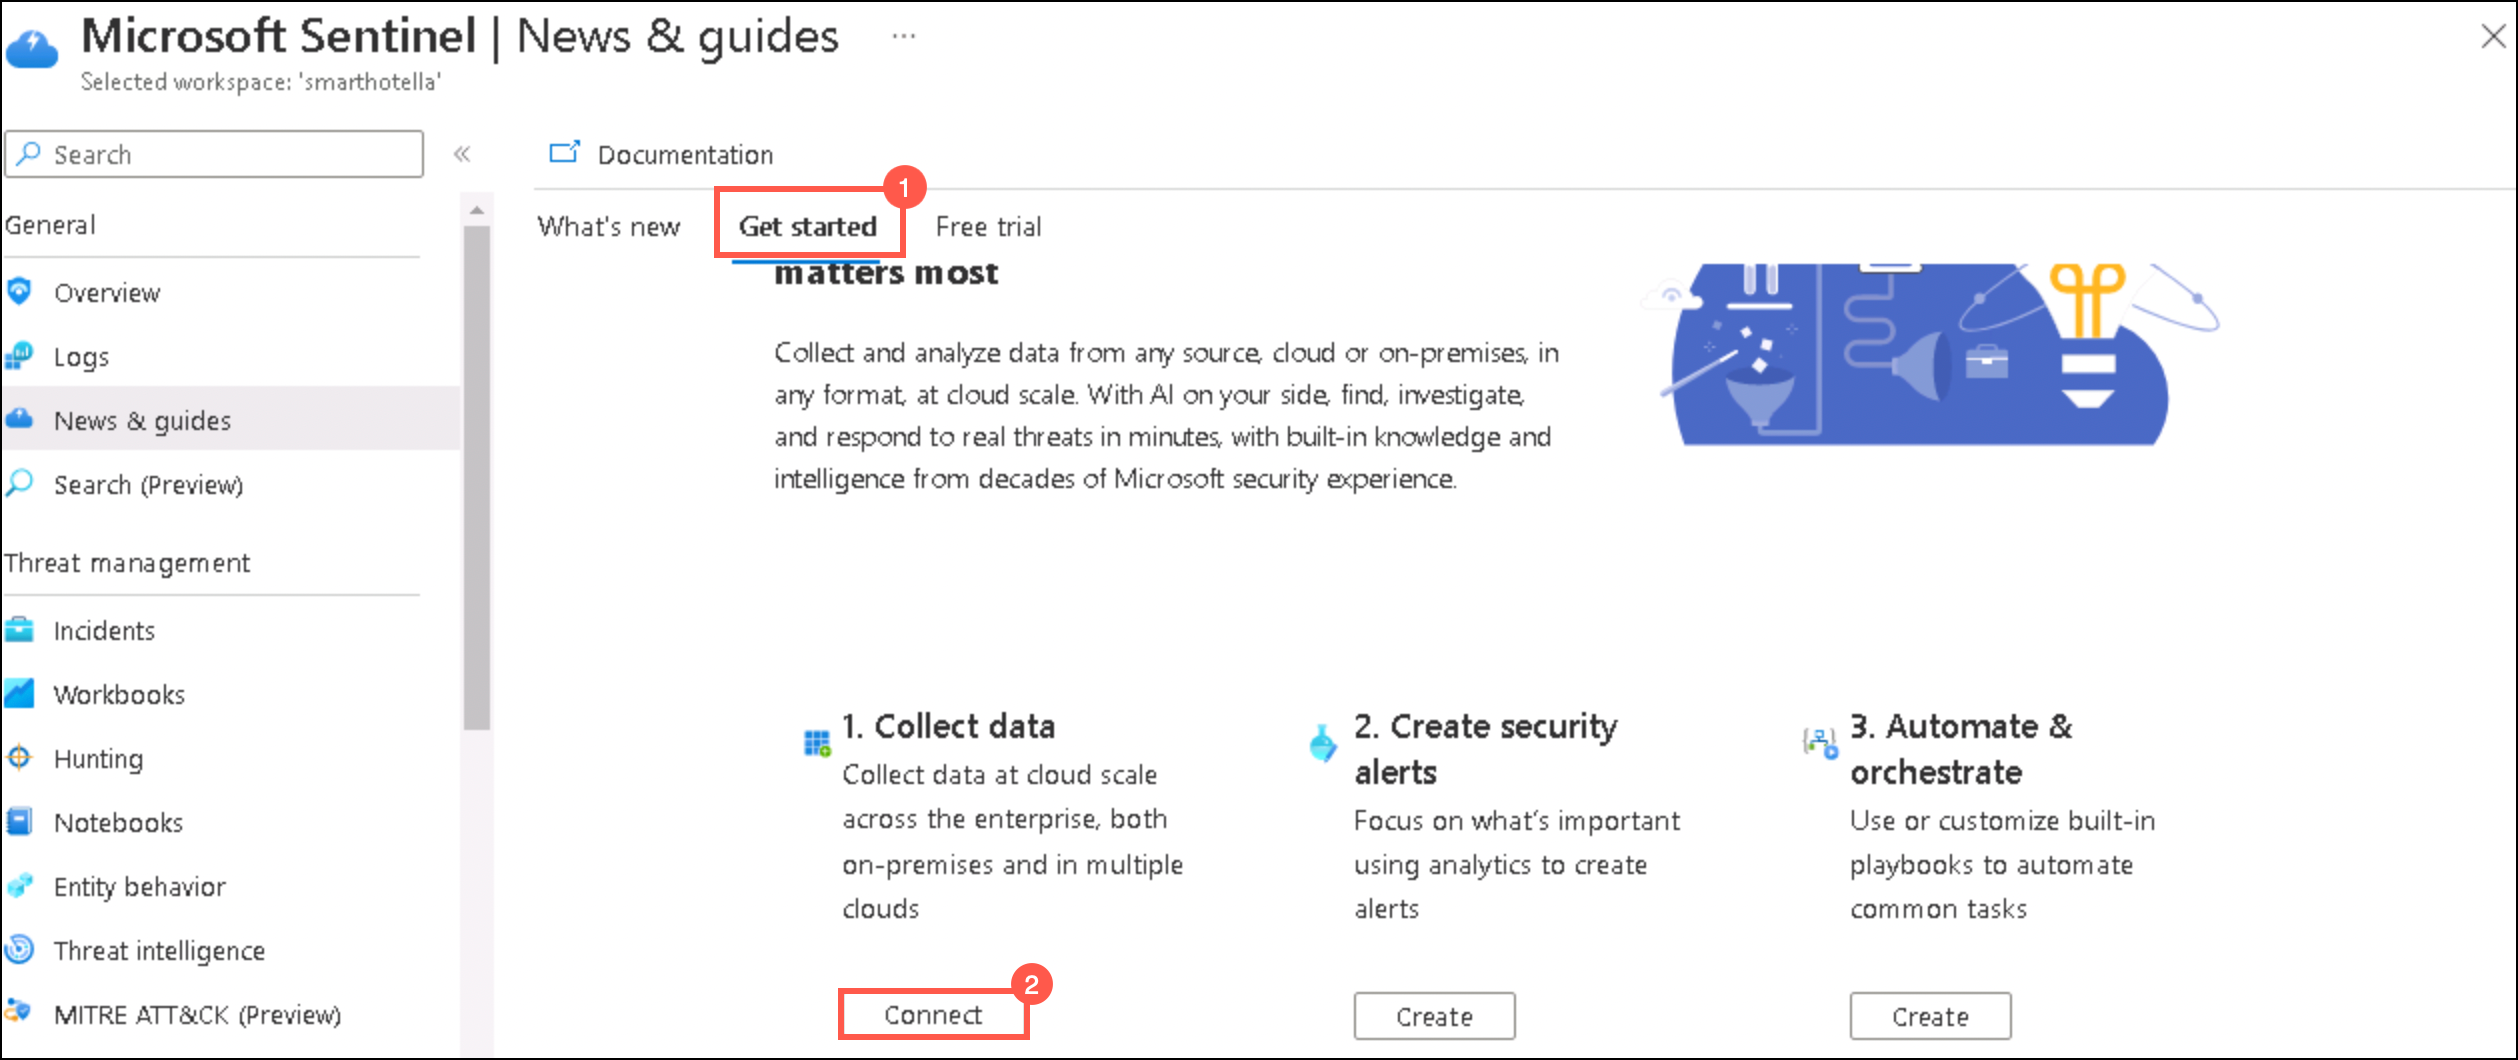 Microsoft Sentinel | News & guides ...
Selected workspace: 'smarthotella'
Search
«
Documentation
General
Overview
Logs
News & guides
Search (Preview)
Threat management
Incidents
Workbooks
Hunting
Notebooks
Entity behavior
Threat intelligence
MITRE ATT&CK (Preview)
What's new
Get started
1
Free trial
matters most
Collect and analyze data from any source, cloud or on-premises, in
any format, at cloud scale. With AI on your side, find, investigate,
and respond to real threats in minutes, with built-in knowledge and
intelligence from decades of Microsoft security experience.
1. Collect data
Collect data at cloud scale
across the enterprise, both
on-premises and in multiple
clouds
Connect
2
2. Create security
alerts
Focus on what's important
using analytics to create
alerts
Create
3. Automate &
orchestrate
Use or customize built-in
playbooks to automate
common tasks
Create